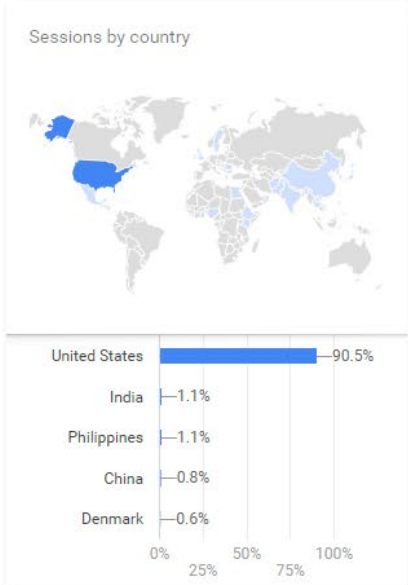 Sessions by country
United States 90.5%
India 1.1%
Philippines 1.1%
China 0.8%
Denmark 0.6%
0% 50% 100%
25% 75%